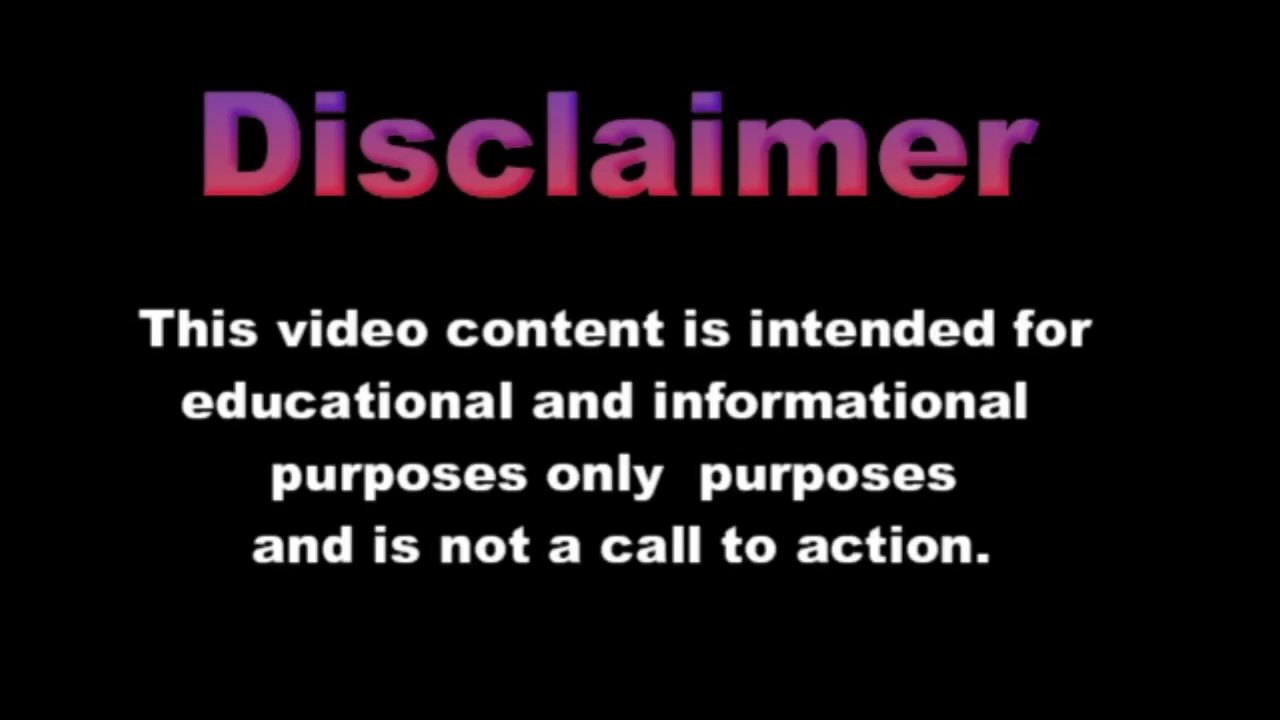 Disclaimer
This video content is intended for
educational and informational
purposes only  purposes
and is not a call to action.